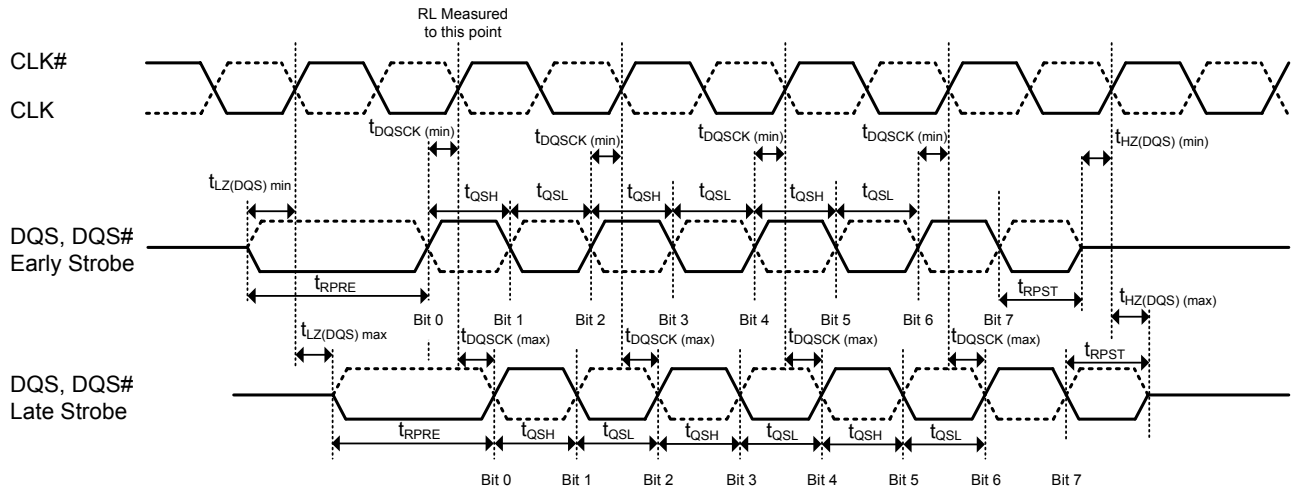 RL Measured
to this point
CLK#
CLK
tDQSCK (min) tDQSCK (min) tDQSCK (min) tDQSCK (min) tHZ(DQS) (min)
tLZ(DQS) min
tQSH tQSL tQSH tQSL tQSH tQSL
DQS, DQS#
Early Strobe
tRPRE tRPST tHZ(DQS) (max)
Bit 0 Bit 1 Bit 2 Bit 3 Bit 4 Bit 5 Bit 6 Bit 7
tLZ(DQS) max tDQSCK (max) tDQSCK (max) tDQSCK (max) tDQSCK (max)
tRPST
DQS, DQS#
Late Strobe
tRPRE tQSH tQSL tQSH tQSL tQSH tQSL
Bit 0 Bit 1 Bit 2 Bit 3 Bit 4 Bit 5 Bit 6 Bit 7